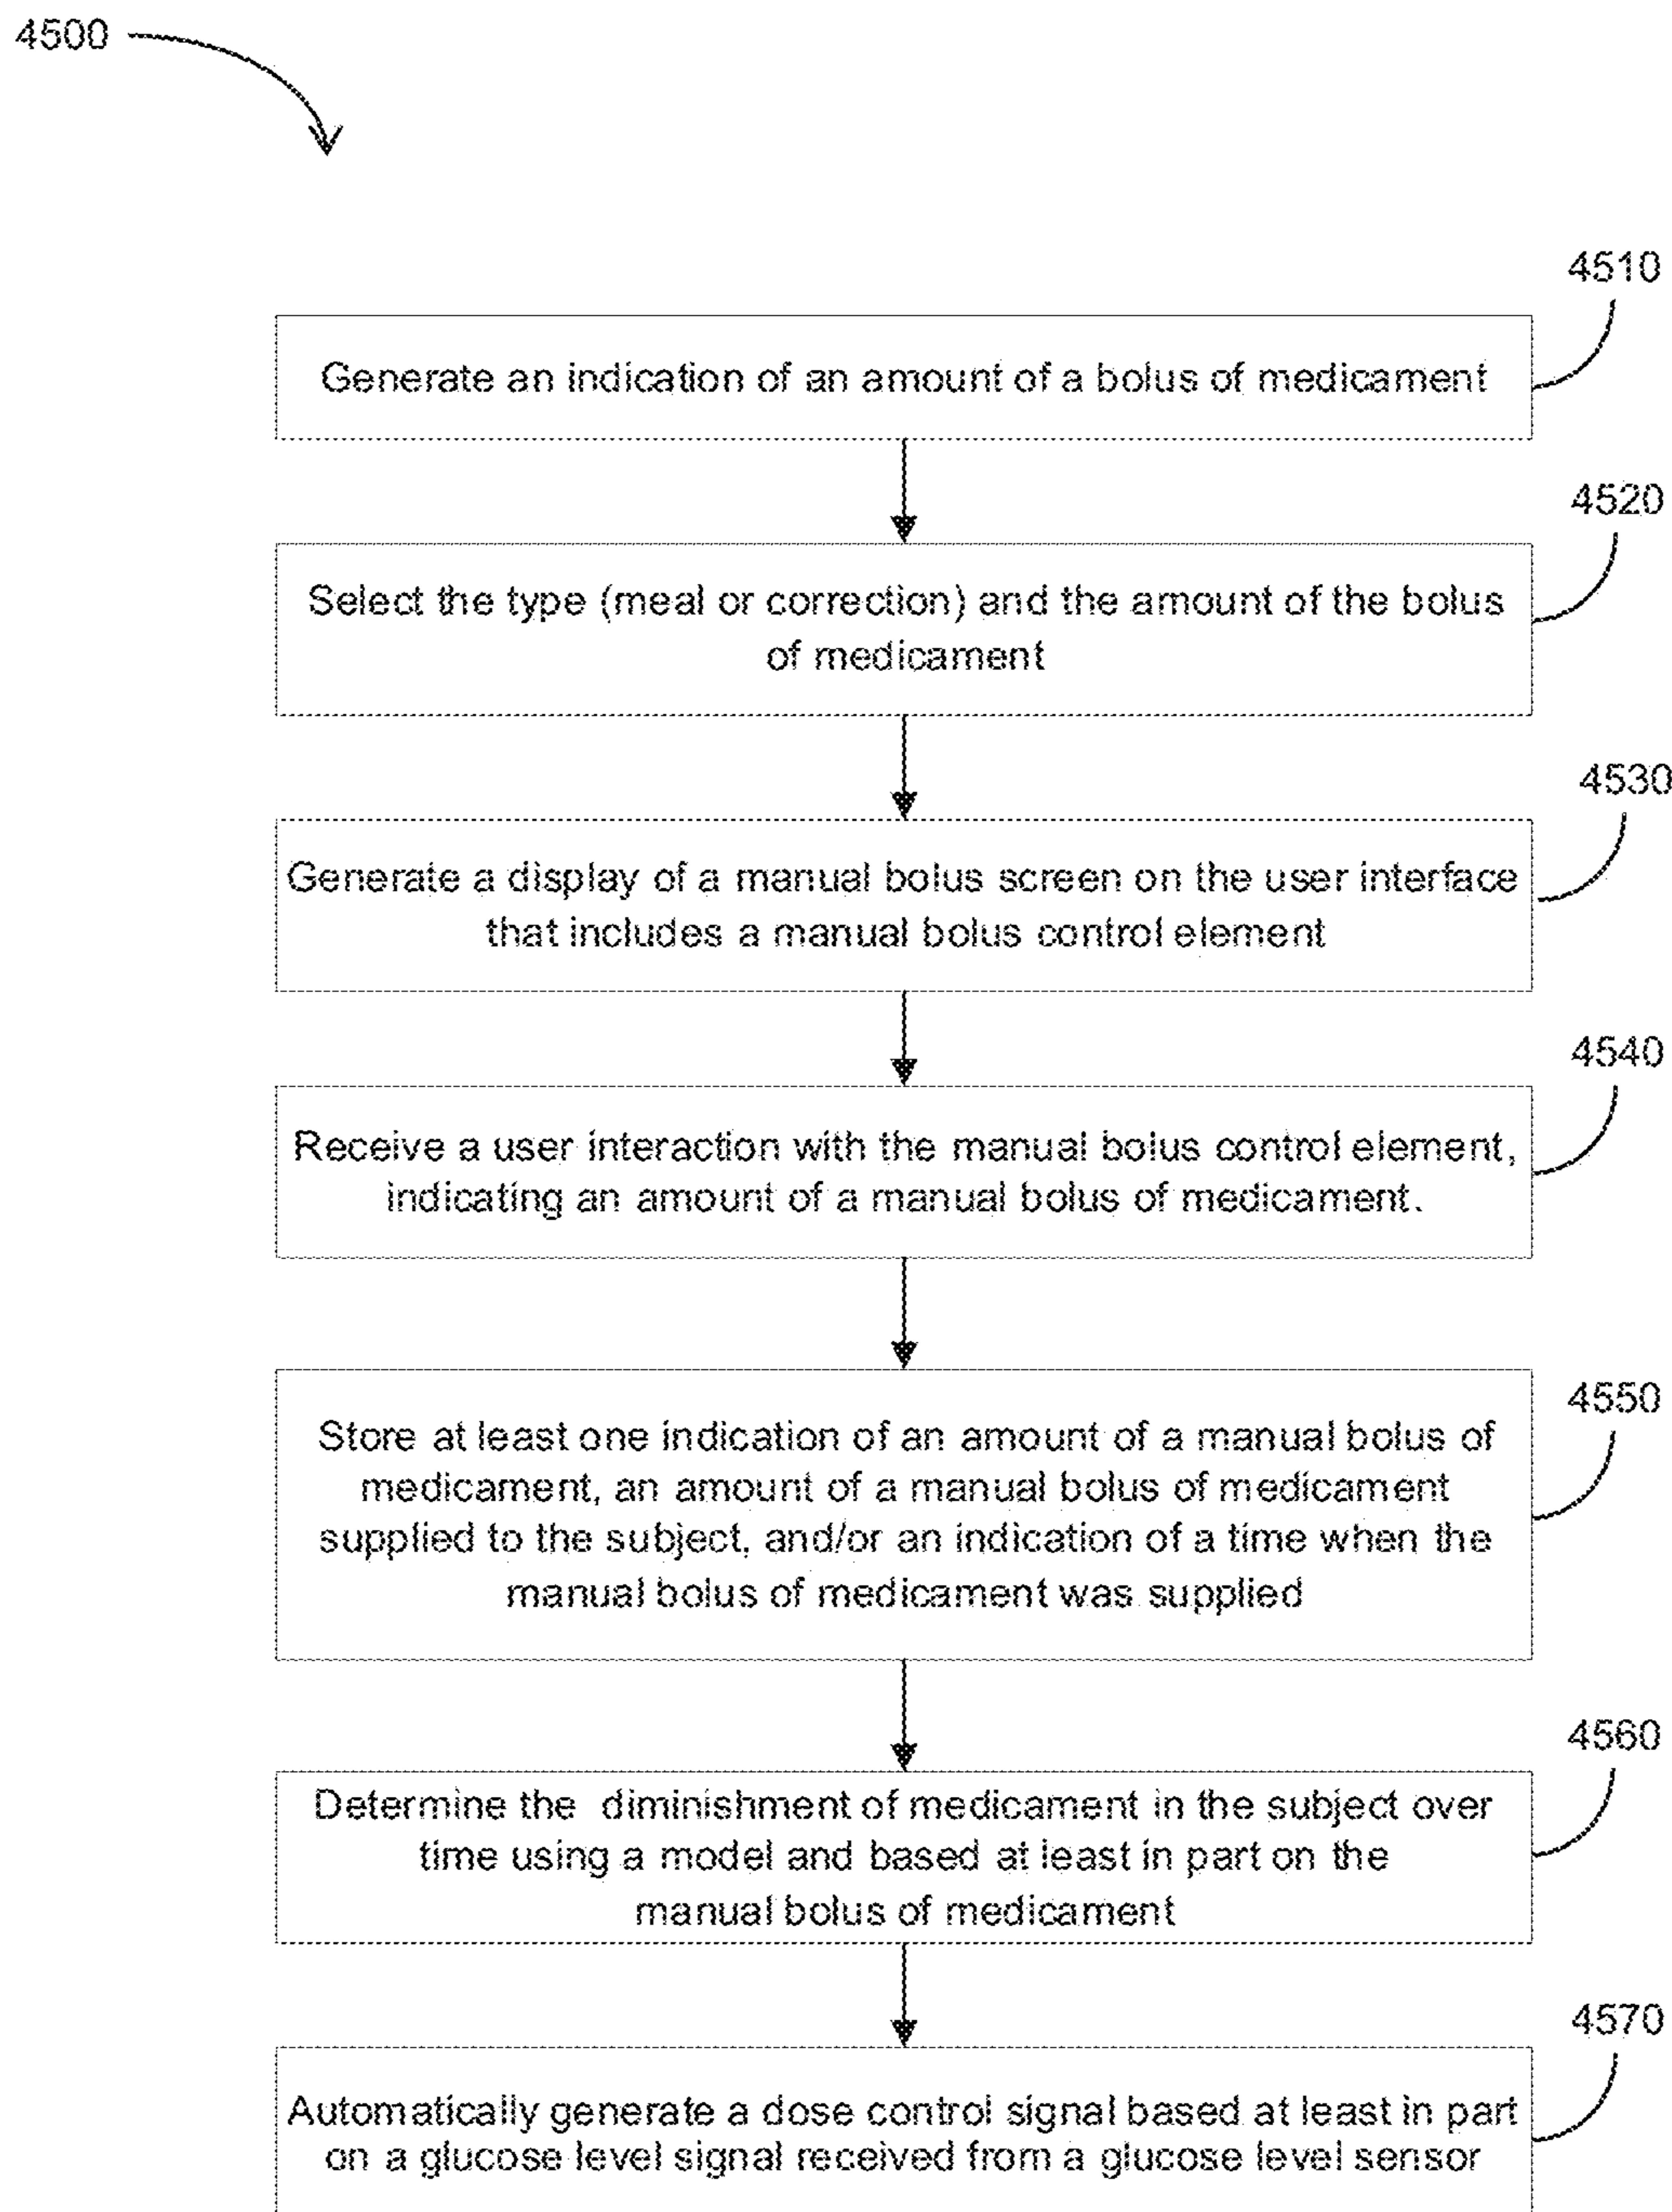 4500
4510
Generate an indication of an amount of a bolus of medicament
4520
Select the type (meal or correction) and the amount of the bolus
of medicament
4530
Generate a display of a manual bolus screen on the user interface
that includes a manual bolus control element
4540
Receive a user interaction with the manual bolus control element,
indicating an amount of a manual bolus of medicament.
4550
Store at least one indication of an amount of a manual bolus of
medicament, an amount of a manual bolus of medicament
supplied to the subject, and/or an indication of a time when the
manual bolus of medicament was supplied
4560
Determine the diminishment of medicament in the subject over
time using a model and based at least in part on the
manual bolus of medicament
4570
Automatically generate a dose control signal based at least in part
on a glucose level signal received from a glucose level sensor